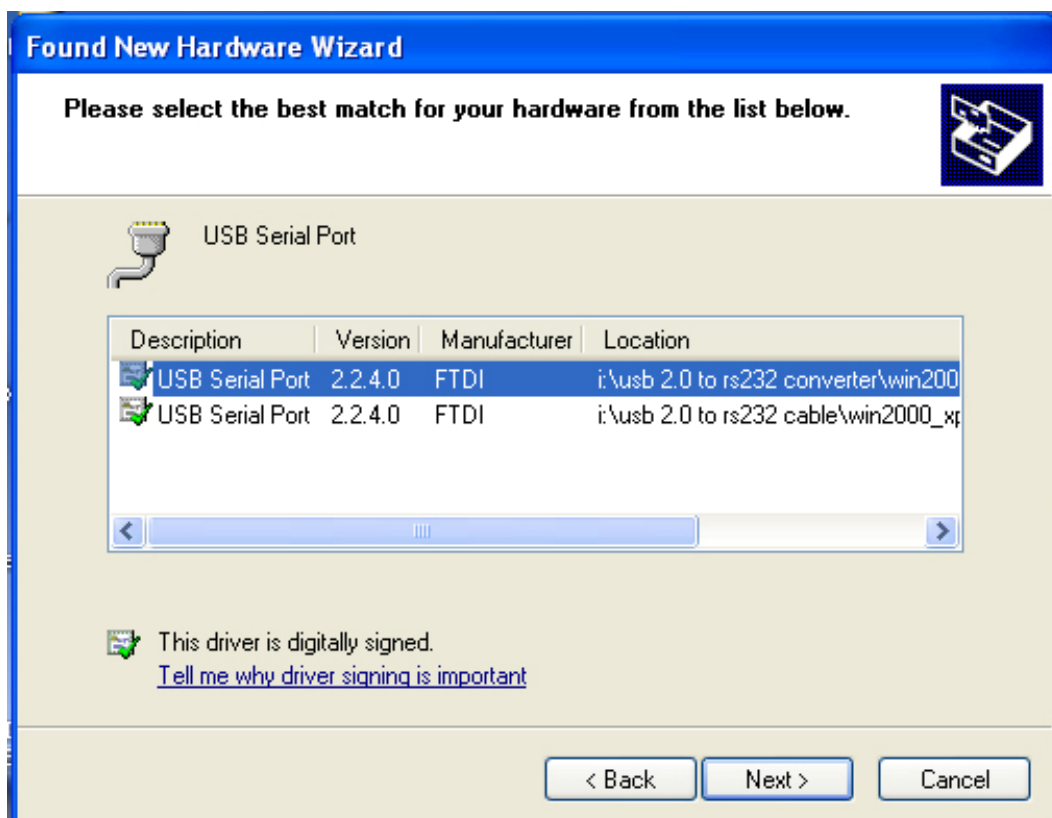 Found New Hardware Wizard
Please select the best match for your hardware from the list below.
USB Serial Port
Description Version Manufacturer Location
USB Serial Port 2.2.4.0 FTDI i:\usb 2.0 to rs232 converter\win200
USB Serial Port 2.2.4.0 FTDI i:\usb 2.0 to rs232 cable\win2000_xp
This driver is digitally signed.
Tell me why driver signing is important
< Back Next > Cancel